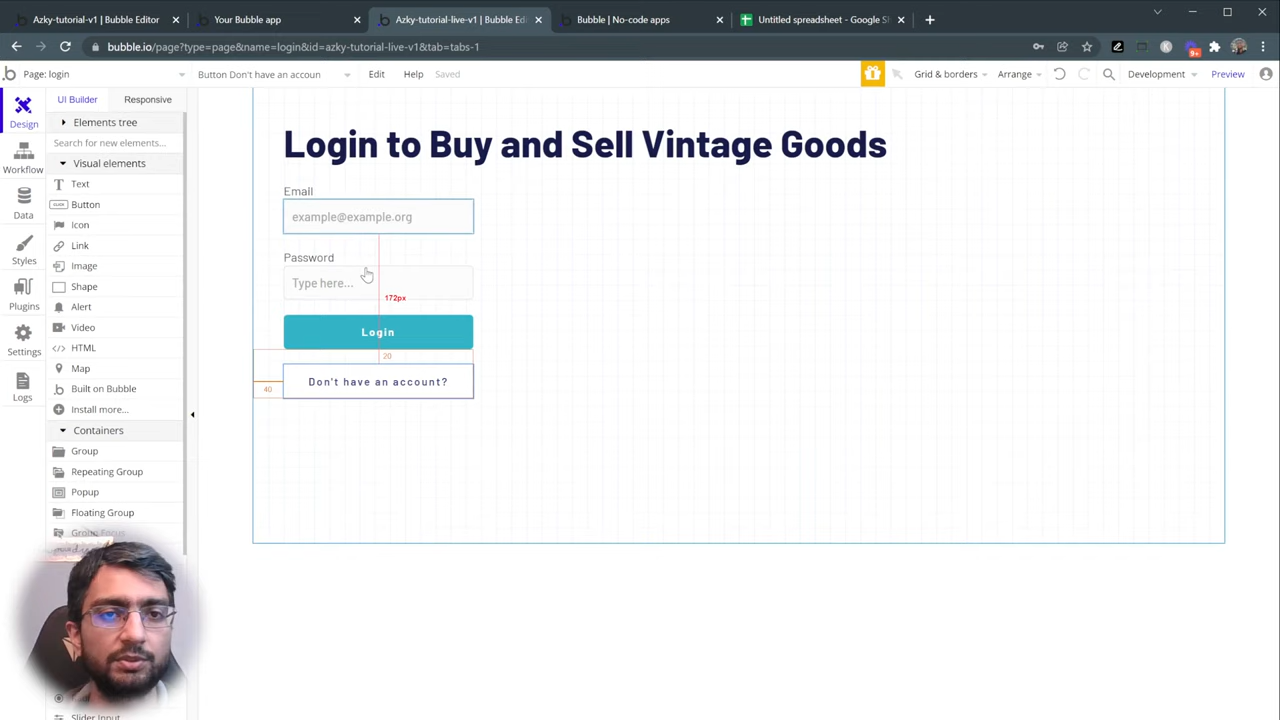 Azky-tutorial-v1 | Bubble Editor
Your Bubble app
Azky-tutorial-live-v1 | Bubble Edi
Bubble | No-code apps
Untitled spreadsheet - Google Sh
bubble.io/page?type=page&name=login&id=azky-tutorial-live-v1&tab=tabs-1
9+
Page: login
Button Don't have an accoun
Edit
Help
Saved
Grid & borders
Arrange
Development
Preview
Design
Workflow
Data
Styles
Plugins
Settings
Logs
UI Builder
Responsive
Elements tree
Search for new elements...
Visual elements
Text
CLICK
Button
Icon
Link
Image
Shape
Alert
Video
HTML
Map
Built on Bubble
Install more...
Containers
Group
Repeating Group
Popup
Floating Group
Group Focus
Slider Input
Login to Buy and Sell Vintage Goods
Email
example@example.org
Password
Type here...
172px
Login
20
Don't have an account?
40